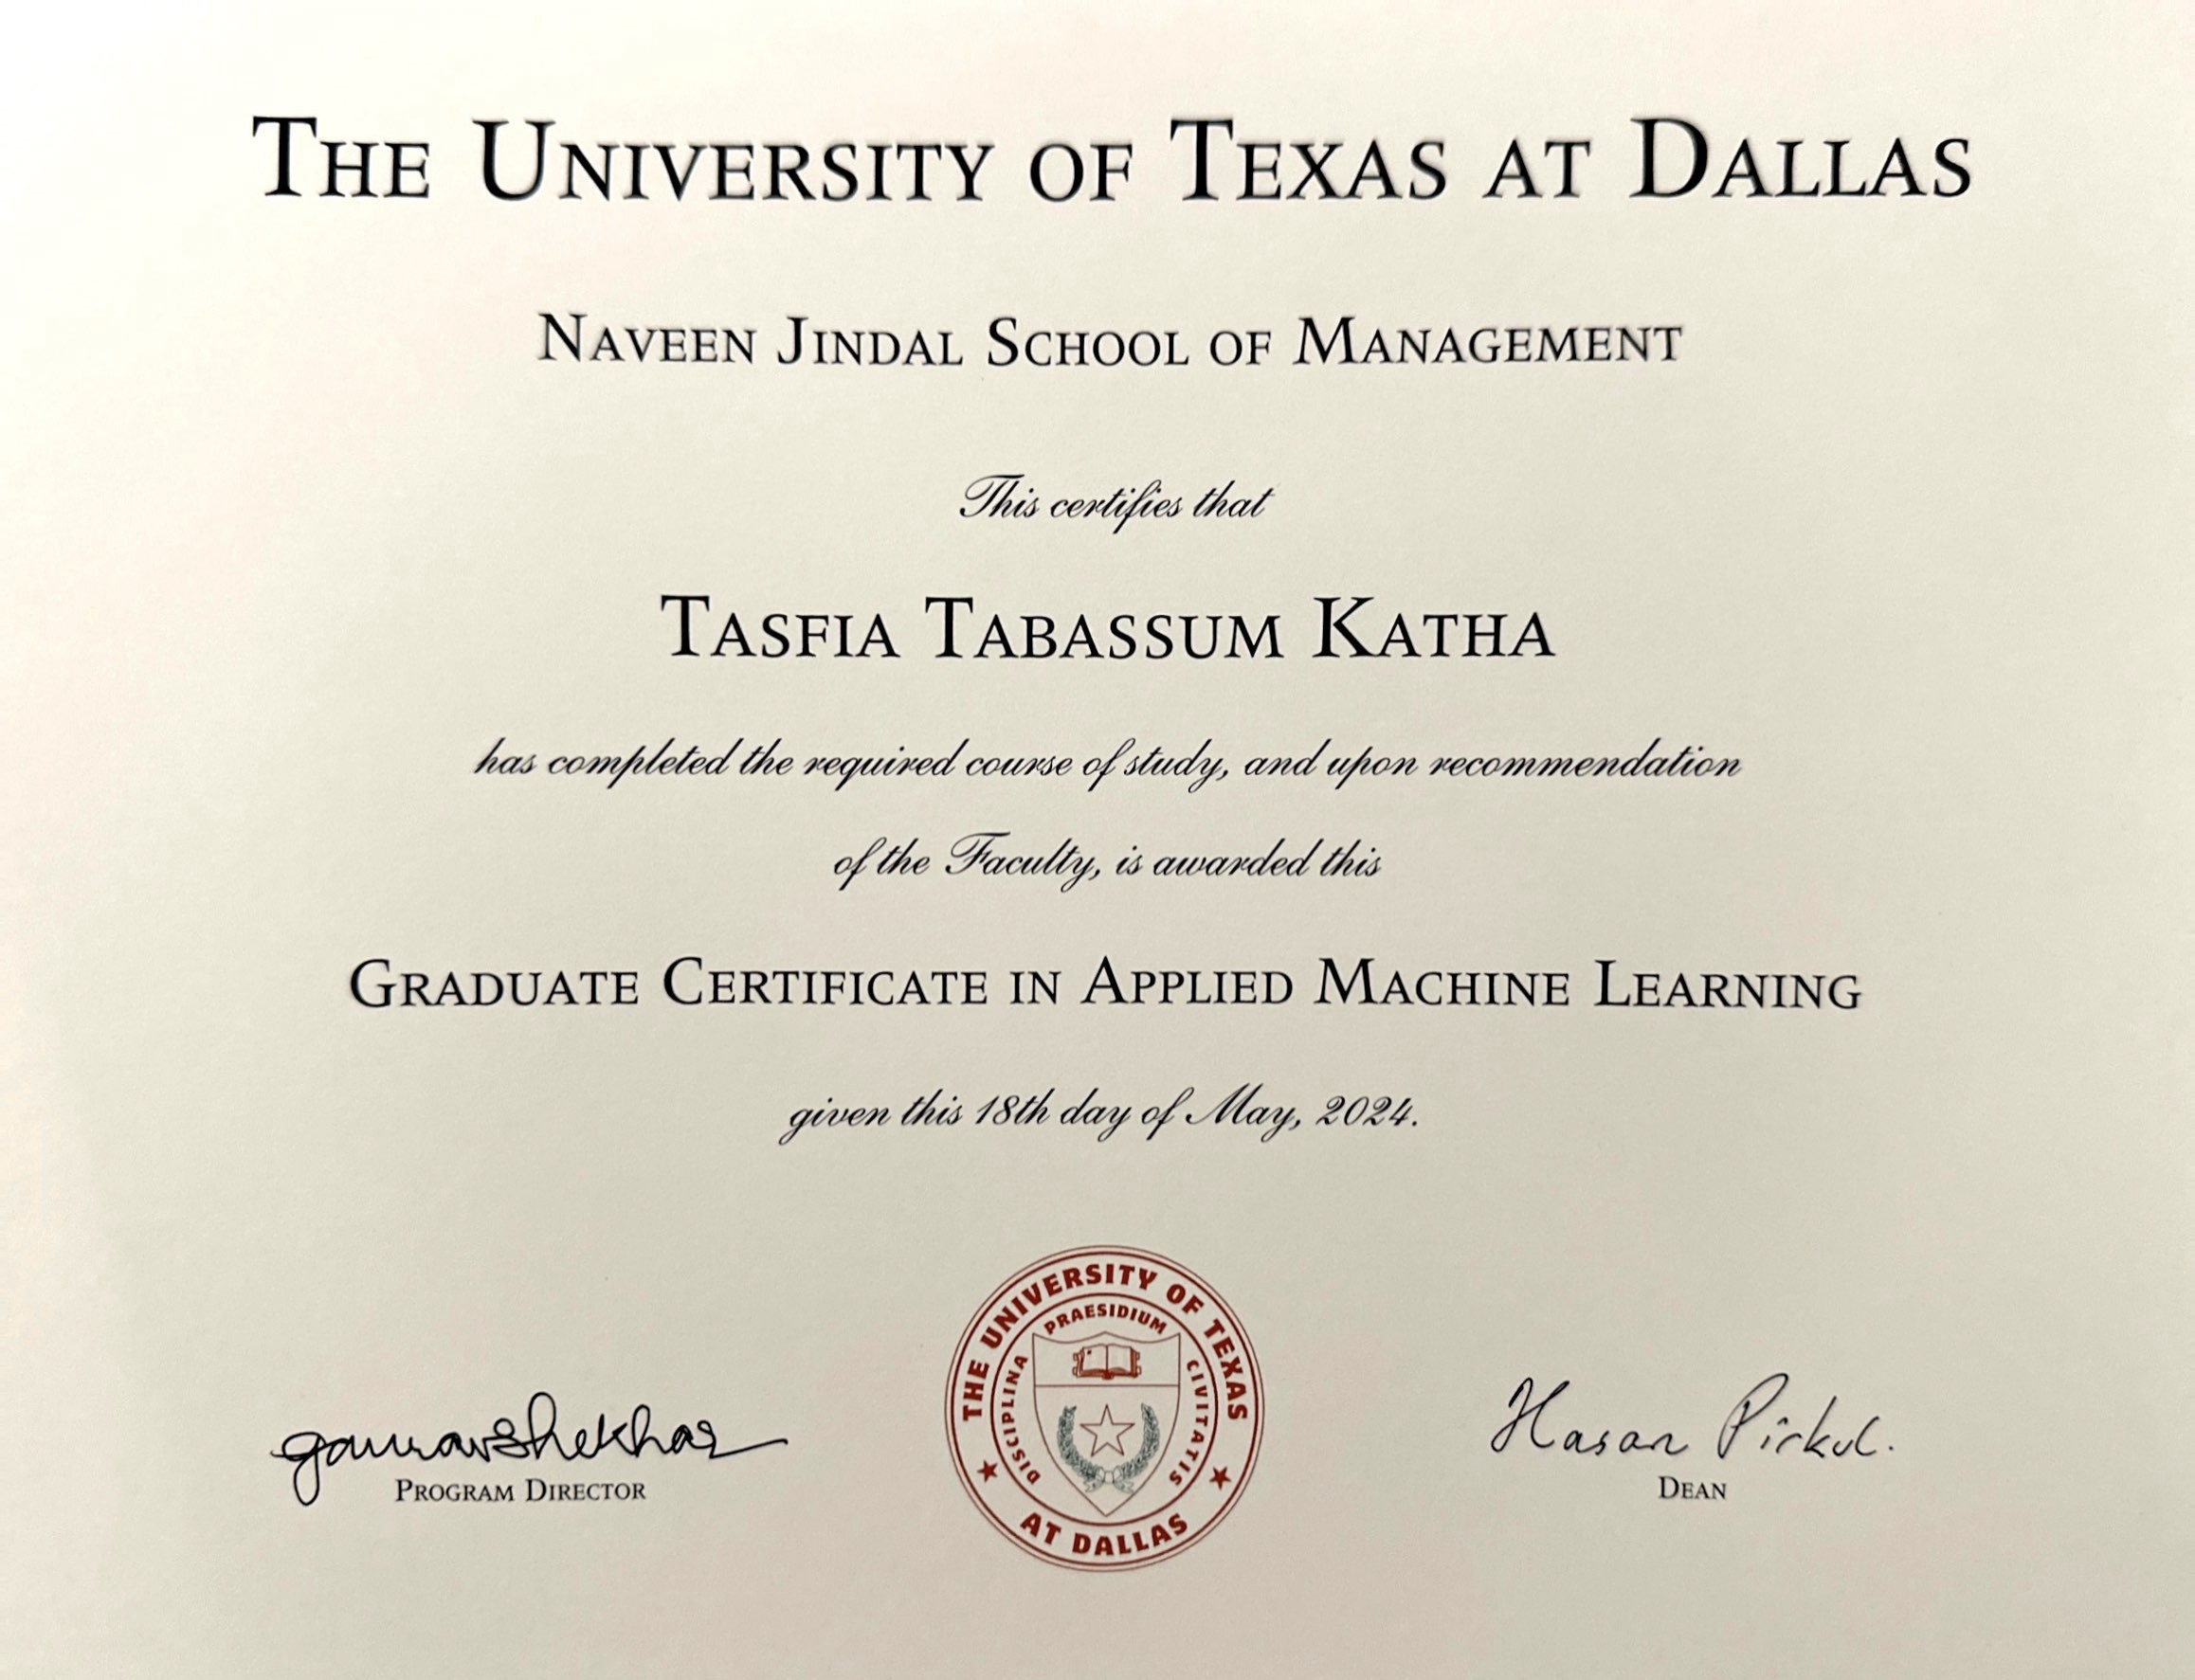 THE UNIVERSITY OF TEXAS AT DALLAS
NAVEEN JINDAL SCHOOL OF MANAGEMENT
This certifies that
TASFIA TABASSUM KATHA
has completed the required course of study, and upon recommendation
of the Faculty, is awarded this
GRADUATE CERTIFICATE IN APPLIED MACHINE LEARNING
given this 18th day of May, 2024.
THE UNIVERSITY OF TEXAS
AT DALLAS
DISCIPLINA PRAESIDIUM CIVITATIS
gauravshekhar
PROGRAM DIRECTOR
Hasan Pirkul.
DEAN